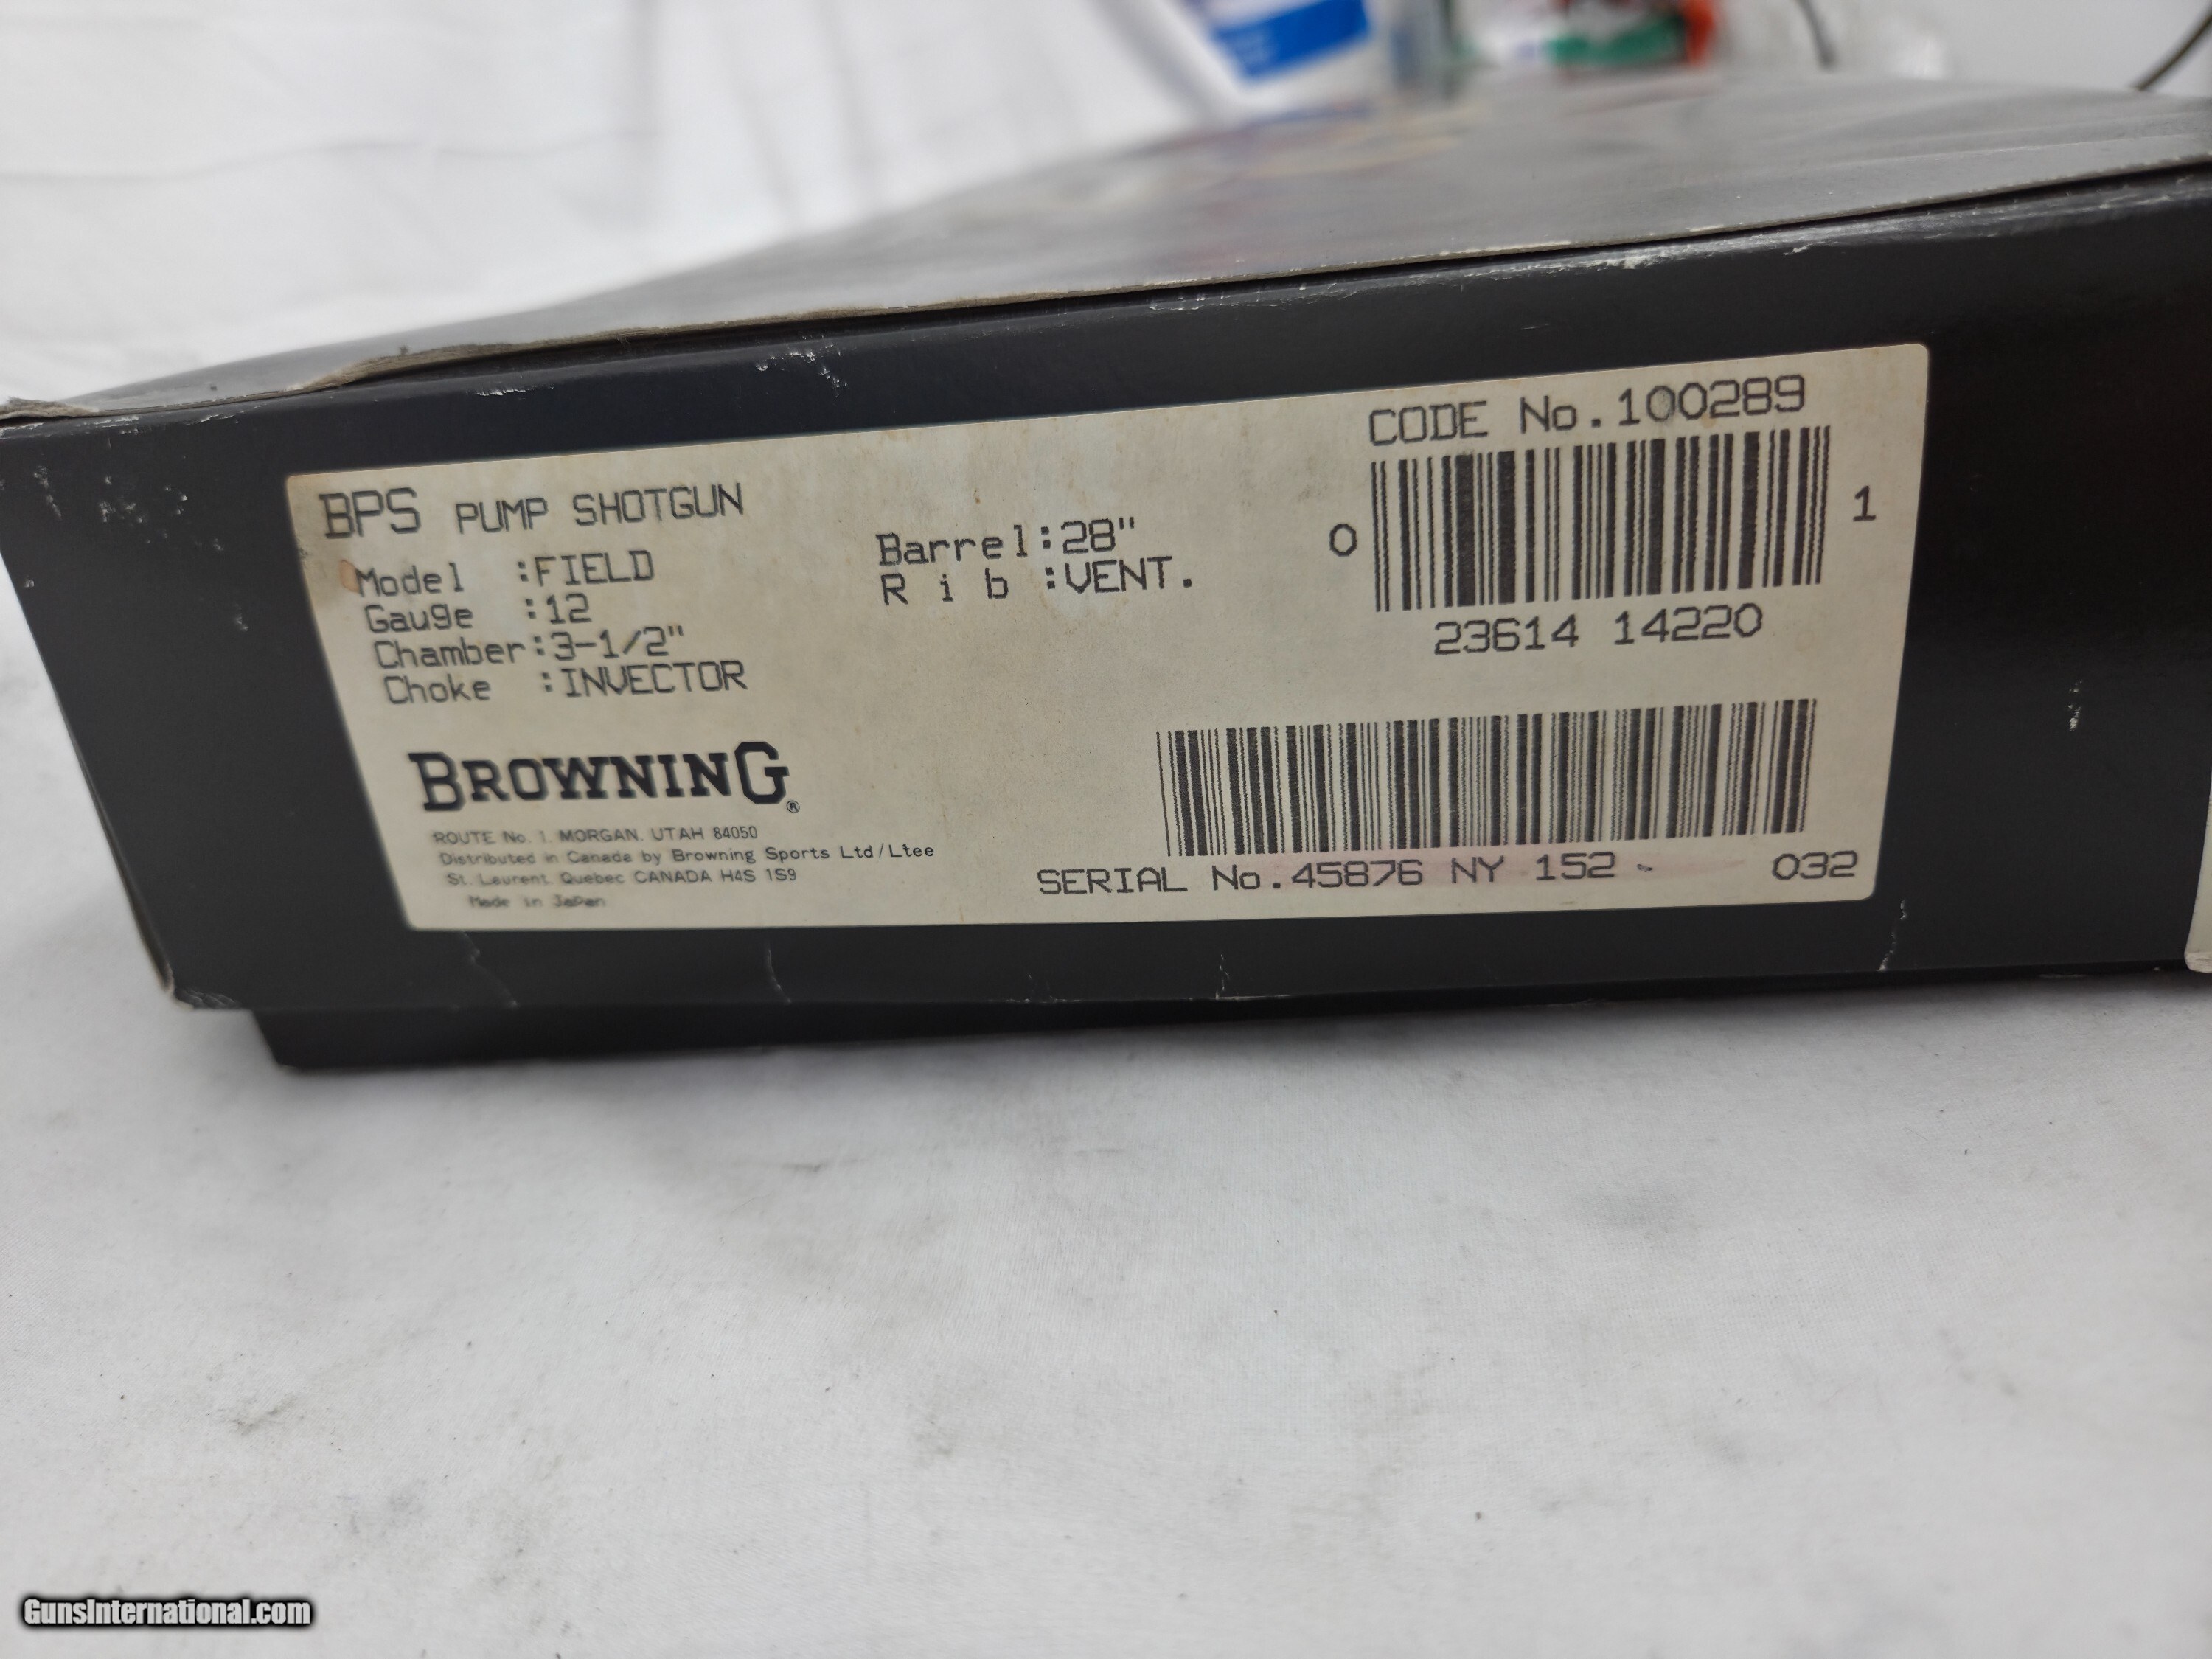 CODE No.100289
BPS PUMP SHOTGUN
Model :FIELD
Gauge :12
Chamber:3-1/2"
Choke :INVECTOR
Barrel:28"
Rib :VENT.
0 23614 14220 1
BROWNING®
ROUTE No. 1, MORGAN, UTAH 84050
Distributed in Canada by Browning Sports Ltd/Ltee
St. Laurent, Quebec CANADA H4S 1S9
Made in Japan
SERIAL No.45876 NY 152 - 032
GunsInternational.com